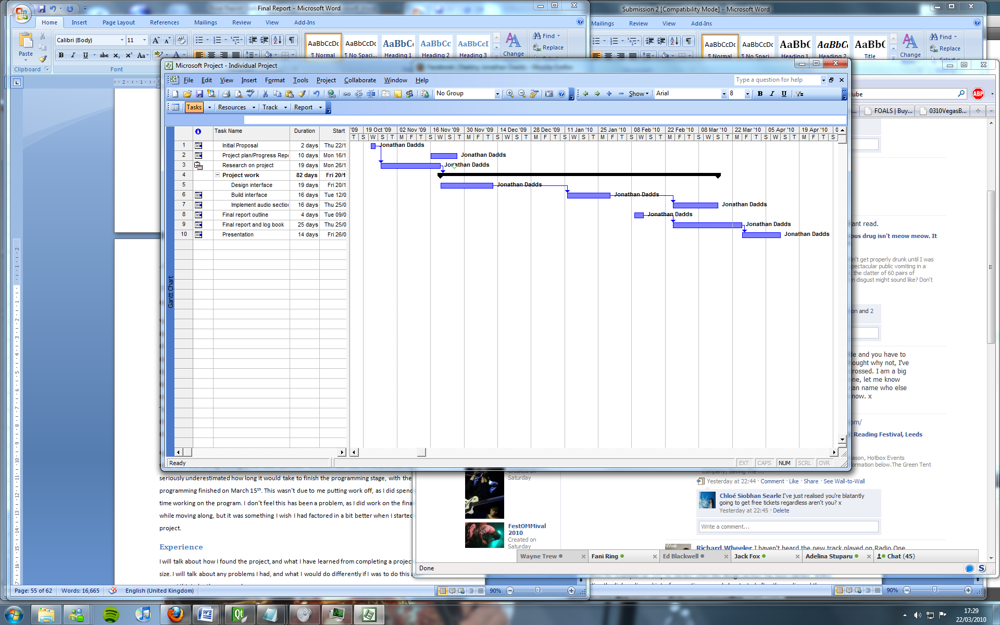 Final Report - Microsoft Word
Home Insert Page Layout References Mailings Review View Add-Ins
Calibri (Body) 11
AaBbCcDc AaBbCcDc AaBbCc AaBbCc AaBbCcI
¶ Normal ¶ No Spaci... Heading 1 Heading 2 Heading 3
Paste
Change
Find
Replace
Clipboard Font
Submission 2 [Compatibility Mode] - Microsoft Word
Mailings Review View Add-Ins
AaBbCcDc AaBbCcDc AaBb( AaBbCc AaBb(
¶ Normal ¶ No Spaci... Heading 1 Heading 2 Title
Change
Find
Replace
Microsoft Project - Individual Project
File Edit View Insert Format Tools Project Collaborate Window Help
Type a question for help
No Group Show Arial 8 B I U
Tasks Resources Track Report
Task Name Duration Start
'09 19 Oct '09 02 Nov '09 16 Nov '09 30 Nov '09 14 Dec '09 28 Dec '09 11 Jan '10 25 Jan '10 08 Feb '10 22 Feb '10 08 Mar '10 22 Mar '10 05 Apr '10 19 Apr '10 0
T S W S T M F T S W S T M F T S W S T M F T S W S T M F T S W S T M F T S W S T M F T S
1 Initial Proposal 2 days Thu 22/1 Jonathan Dadds
2 Project plan/Progress Repo 10 days Mon 16/1 Jonathan Dadds
3 Research on project 19 days Mon 26/1 Jonathan Dadds
4 Project work 82 days Fri 20/1
5 Design interface 19 days Fri 20/1 Jonathan Dadds
6 Build interface 16 days Tue 12/0 Jonathan Dadds
7 Implement audio section 16 days Thu 25/0 Jonathan Dadds
8 Final report outline 4 days Tue 09/0 Jonathan Dadds
9 Final report and log book 25 days Thu 25/0 Jonathan Dadds
10 Presentation 14 days Fri 26/0 Jonathan Dadds
Gantt Chart
Ready
EXT CAPS NUM SCRL OVR
tube
ABP
FOALS | Buy... 0310VegasB...
ant read.
ous drug isn't meow meow. It
n't get properly drunk until I was
pectacular public vomiting in a
the clatter of 60 pairs of
n disgust might sound like? Don't
on and 2
le and you have to
ought why not, I've
rossed. I am a big
one, let me know
an name who else
now. x
om/
Reading Festival, Leeds
ason, Hotbox Events
formation below.The Green Tent
Company, Saving The ...
Yesterday at 22:44 · Comment · Like · Share · See Wall-to-Wall
Chloé Siobhan Searle I've just realised you're blatantly
going to get free tickets regardless aren't you? x
Yesterday at 22:45 · Delete
Write a comment...
Richard Wheeler I haven't heard the new track played on Radio One
Created on
Saturday
FestOMMival
2010
Created on
Saturday
Wayne Trew Fani Ring Ed Blackwell Jack Fox Adelina Stuparu Chat (45)
Done
seriously underestimated how long it would take to finish the programming stage, with the
programming finished on March 15th. This wasn't due to me putting work off, as I did spend
time working on the program. I don't feel this has been a problem, as I did work on the fina
while moving along, but it was something I wish I had factored in a bit better when I started
project.
Experience
I will talk about how I found the project, and what I have learned from completing a project
size. I will talk about any problems I had, and what I would do differently if I was to do this a
Page: 55 of 62 Words: 16,665 English (United Kingdom) 90%
90%
17:29
22/03/2010